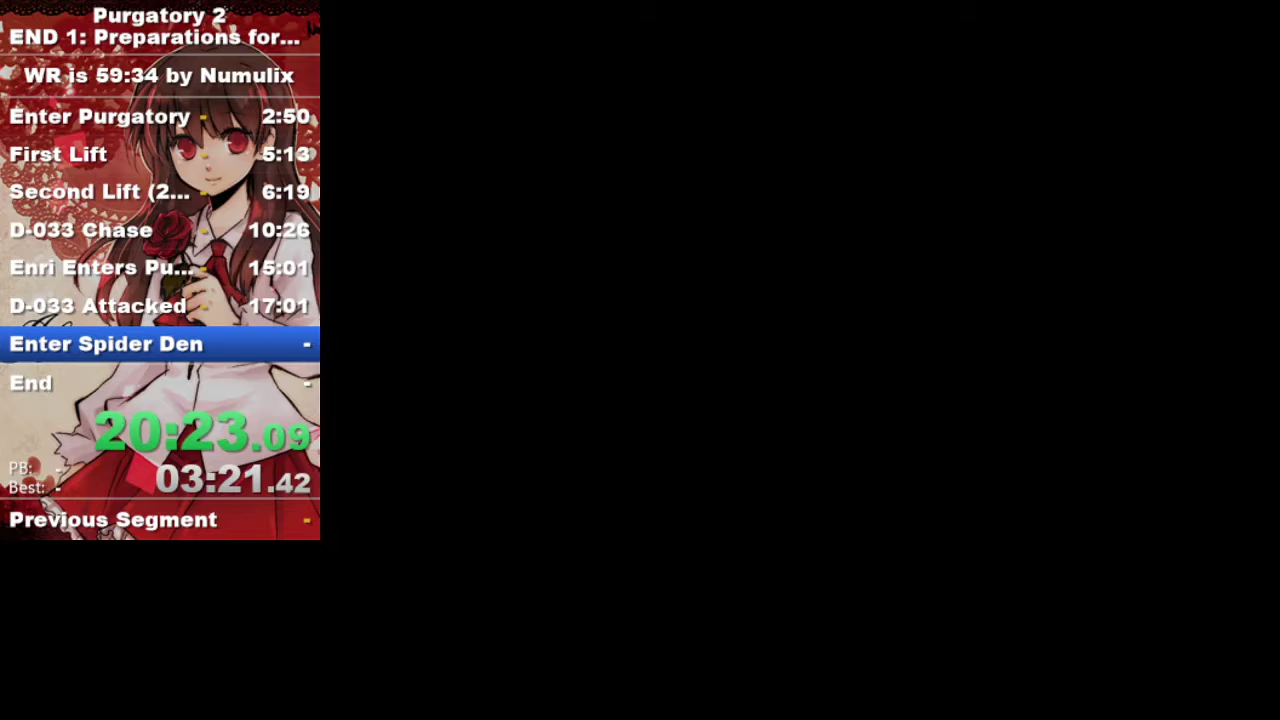 Purgatory 2
END 1: Preparations for...
WR is 59:34 by Numulix
Enter Purgatory - 2:50
First Lift - 5:13
Second Lift (2... - 6:19
D-033 Chase - 10:26
Enri Enters Pu... - 15:01
D-033 Attacked - 17:01
Enter Spider Den -
End -
20:23.09
PB: -
Best: -
03:21.42
Previous Segment -